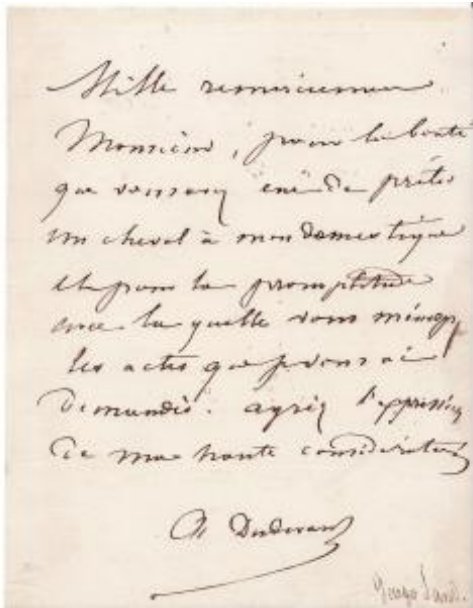 Mille remerciemens
Monsieur, pour la bonté
que vous avez eue de prêter
un cheval à mon domestique
et pour la promptitude
avec laquelle vous m'
les actes que je vous ai
demandés. agréez l'expression
de ma haute considération
A Dudevant
George Sand.